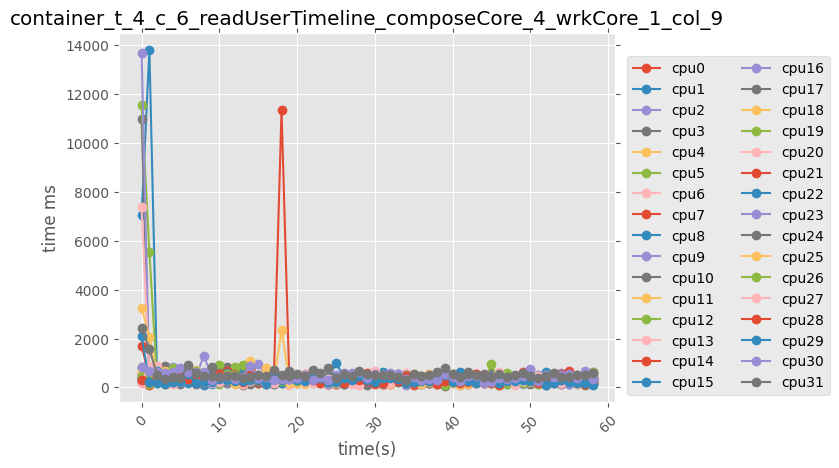 container_t_4_c_6_readUserTimeline_composeCore_4_wrkCore_1_col_9
14000
12000
10000
8000
6000
4000
2000
0
time ms
0
10
20
30
40
50
60
time(s)
cpu0
cpu1
cpu2
cpu3
cpu4
cpu5
cpu6
cpu7
cpu8
cpu9
cpu10
cpu11
cpu12
cpu13
cpu14
cpu15
cpu16
cpu17
cpu18
cpu19
cpu20
cpu21
cpu22
cpu23
cpu24
cpu25
cpu26
cpu27
cpu28
cpu29
cpu30
cpu31